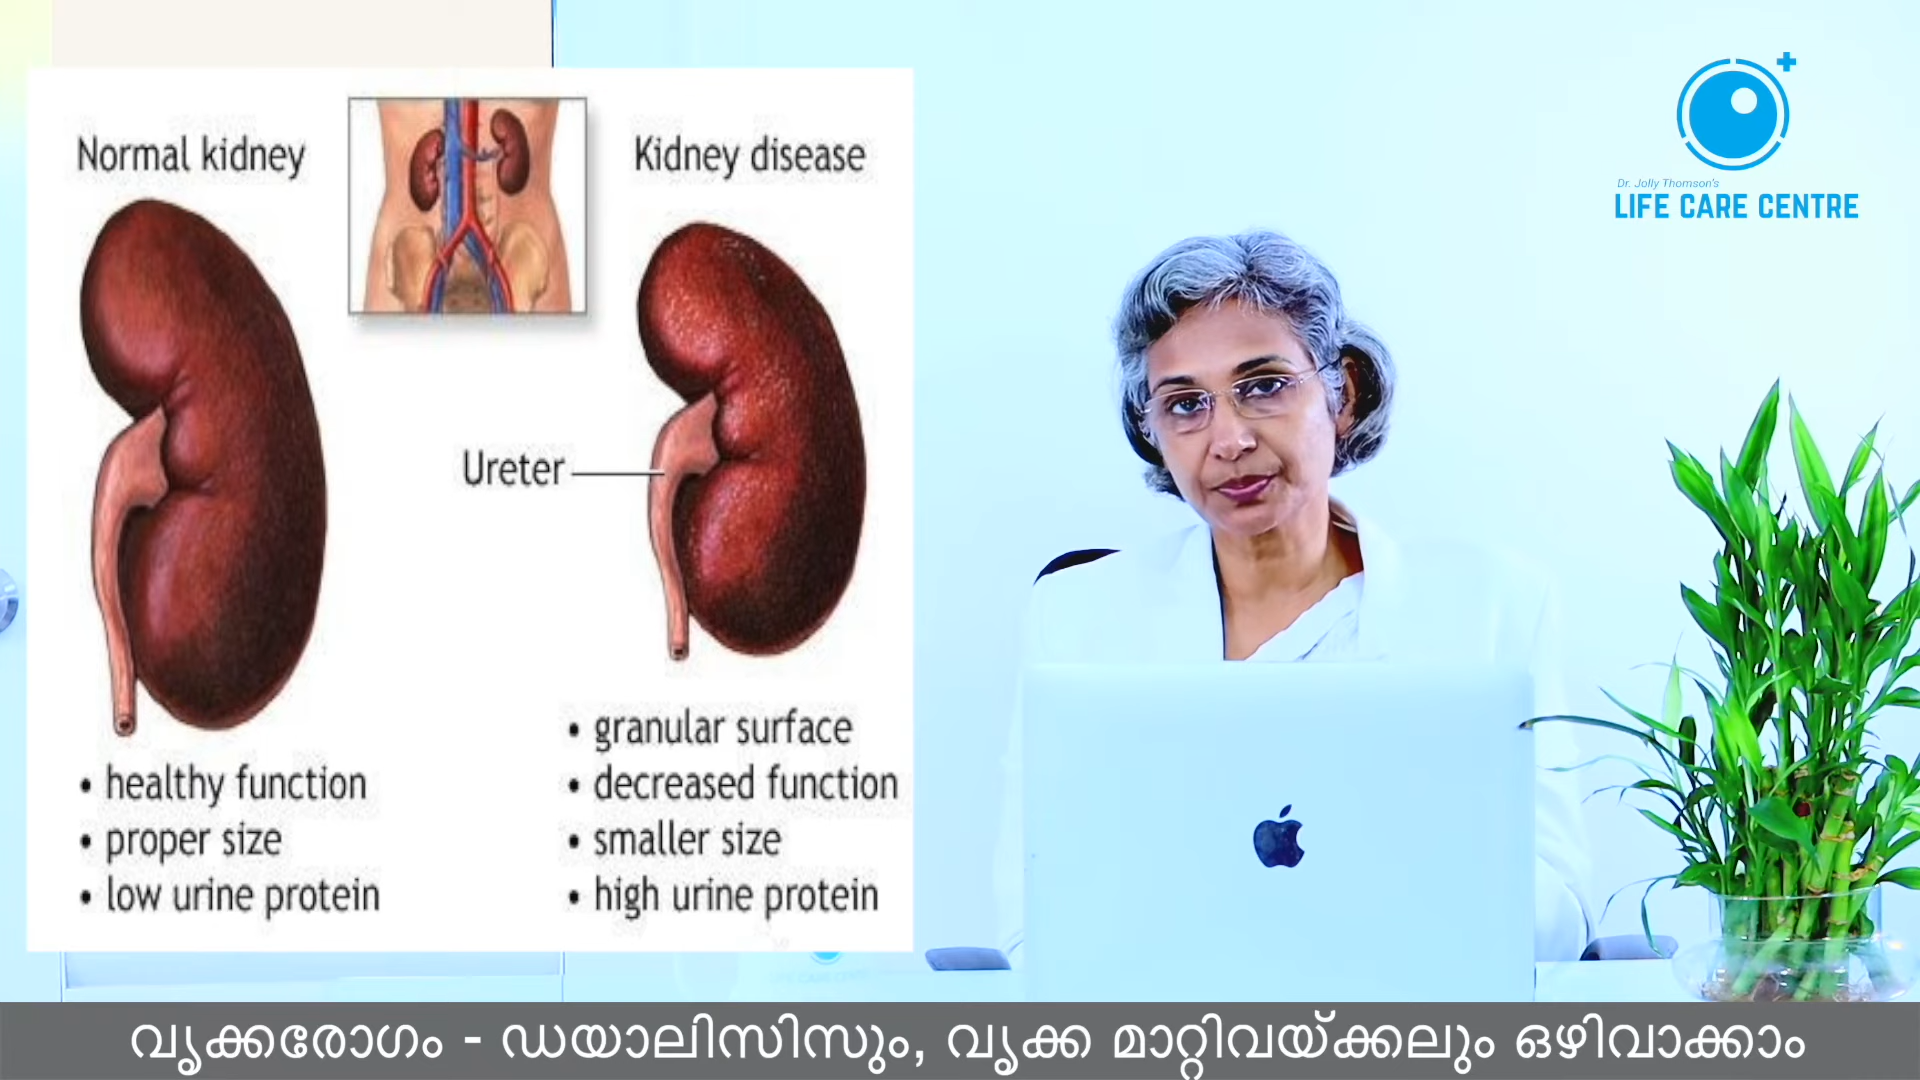 Normal kidney
Kidney disease
Ureter
• healthy function
• proper size
• low urine protein
• granular surface
• decreased function
• smaller size
• high urine protein
Dr. Jolly Thomson's
LIFE CARE CENTRE
വൃക്കരോഗം - ഡയാലിസിസും, വൃക്ക മാറ്റിവയ്ക്കലും ഒഴിവാക്കാം